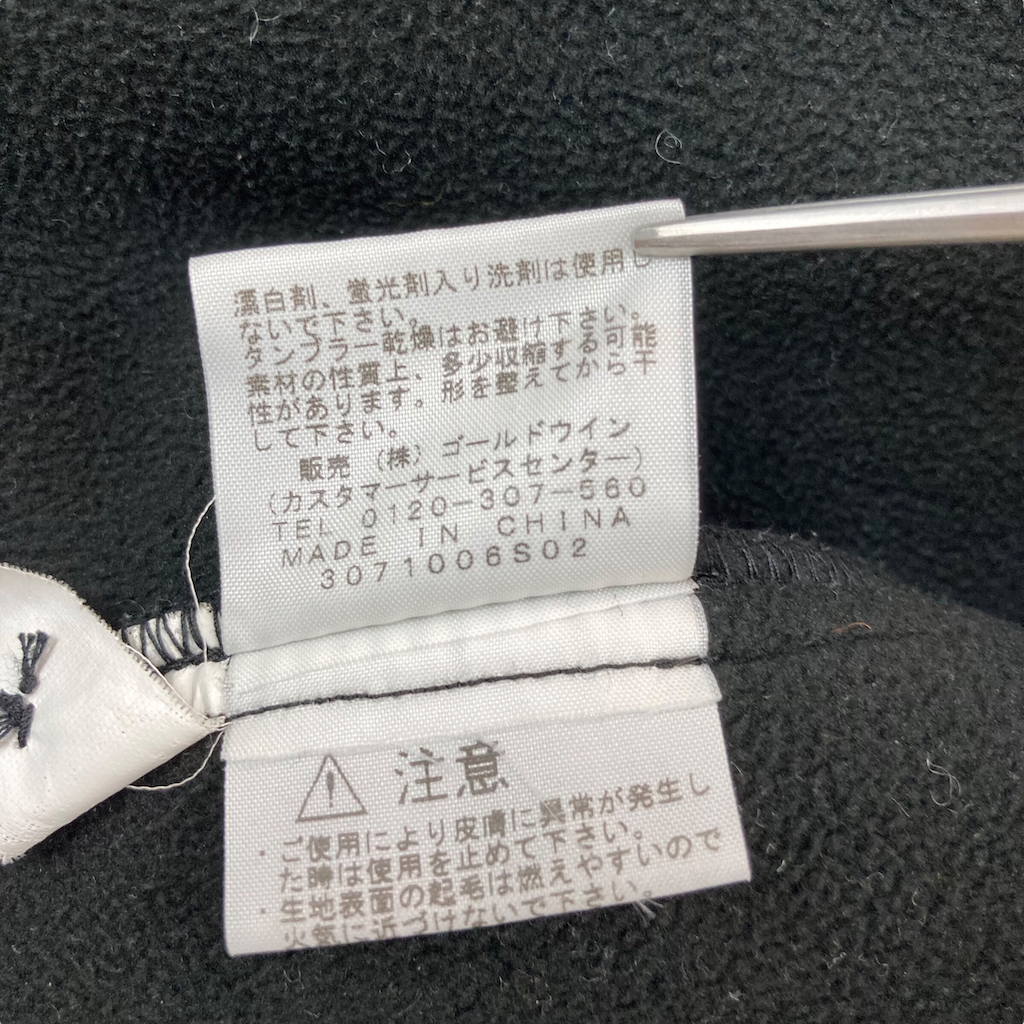 漂白剤、蛍光剤入り洗剤は使用し
ないで下さい。
タンブラー乾燥はお避け下さい。
素材の性質上、多少収縮する可能
性があります。形を整えてから干
して下さい。
販売 (株) ゴールドウイン
(カスタマーサービスセンター)
TEL 0120-307-560
MADE IN CHINA
3071006S02
注意
・ご使用により皮膚に異常が発生し
た時は使用を止めて下さい。
・生地表面の起毛は燃えやすいので
火気に近づけないで下さい。